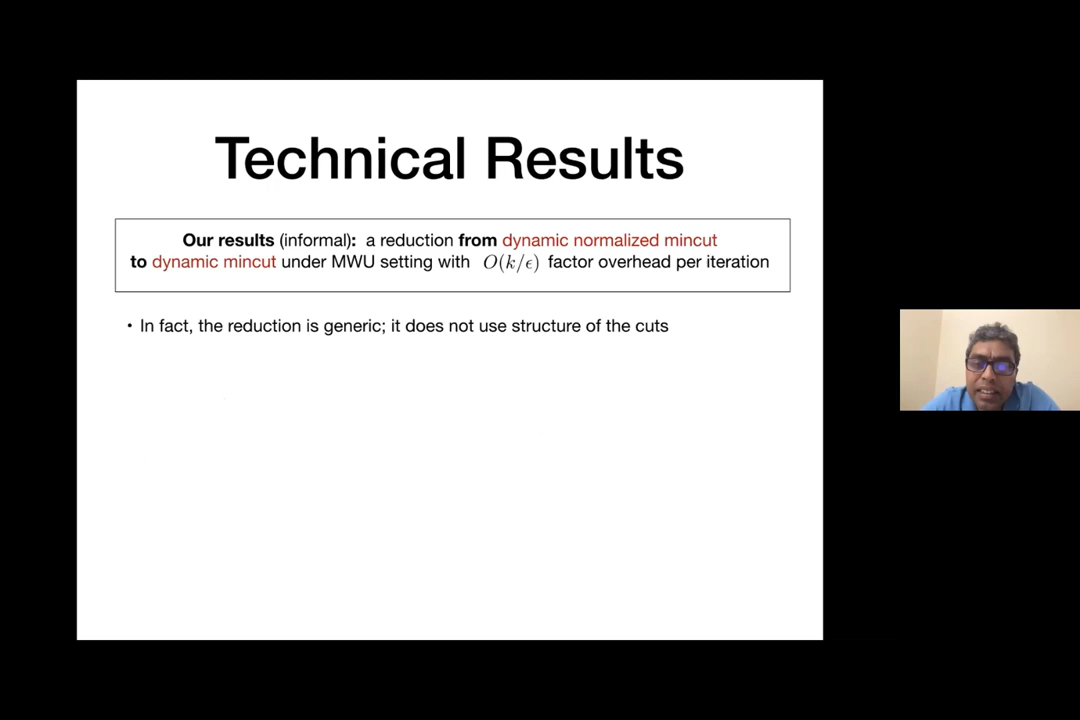 Technical Results
Our results (informal): a reduction from dynamic normalized mincut
to dynamic mincut under MWU setting with O(k/ϵ) factor overhead per iteration
• In fact, the reduction is generic; it does not use structure of the cuts